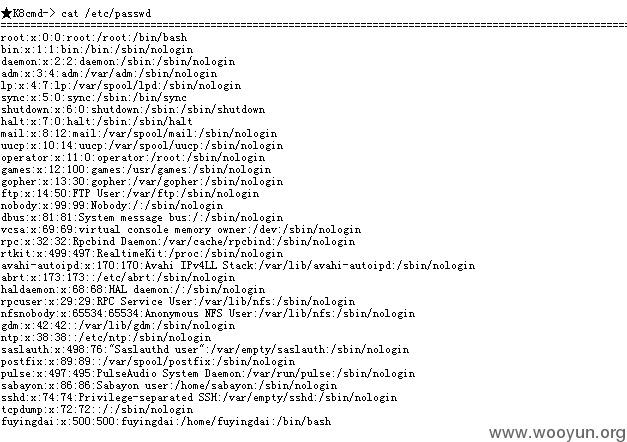 ★K8cmd-> cat /etc/passwd
================================================================================
root:x:0:0:root:/root:/bin/bash
bin:x:1:1:bin:/bin:/sbin/nologin
daemon:x:2:2:daemon:/sbin:/sbin/nologin
adm:x:3:4:adm:/var/adm:/sbin/nologin
lp:x:4:7:lp:/var/spool/lpd:/sbin/nologin
sync:x:5:0:sync:/sbin:/bin/sync
shutdown:x:6:0:shutdown:/sbin:/sbin/shutdown
halt:x:7:0:halt:/sbin:/sbin/halt
mail:x:8:12:mail:/var/spool/mail:/sbin/nologin
uucp:x:10:14:uucp:/var/spool/uucp:/sbin/nologin
operator:x:11:0:operator:/root:/sbin/nologin
games:x:12:100:games:/usr/games:/sbin/nologin
gopher:x:13:30:gopher:/var/gopher:/sbin/nologin
ftp:x:14:50:FTP User:/var/ftp:/sbin/nologin
nobody:x:99:99:Nobody:/:/sbin/nologin
dbus:x:81:81:System message bus:/:/sbin/nologin
vcsa:x:69:69:virtual console memory owner:/dev:/sbin/nologin
rpc:x:32:32:Rpcbind Daemon:/var/cache/rpcbind:/sbin/nologin
rtkit:x:499:497:RealtimeKit:/proc:/sbin/nologin
avahi-autoipd:x:170:170:Avahi IPv4LL Stack:/var/lib/avahi-autoipd:/sbin/nologin
abrt:x:173:173::/etc/abrt:/sbin/nologin
haldaemon:x:68:68:HAL daemon:/:/sbin/nologin
rpcuser:x:29:29:RPC Service User:/var/lib/nfs:/sbin/nologin
nfsnobody:x:65534:65534:Anonymous NFS User:/var/lib/nfs:/sbin/nologin
gdm:x:42:42::/var/lib/gdm:/sbin/nologin
ntp:x:38:38::/etc/ntp:/sbin/nologin
saslauth:x:498:76:"Saslauthd user":/var/empty/saslauth:/sbin/nologin
postfix:x:89:89::/var/spool/postfix:/sbin/nologin
pulse:x:497:495:PulseAudio System Daemon:/var/run/pulse:/sbin/nologin
sabayon:x:86:86:Sabayon user:/home/sabayon:/sbin/nologin
sshd:x:74:74:Privilege-separated SSH:/var/empty/sshd:/sbin/nologin
tcpdump:x:72:72::/:/sbin/nologin
fuyingdai:x:500:500:fuyingdai:/home/fuyingdai:/bin/bash
www.wooyun.org